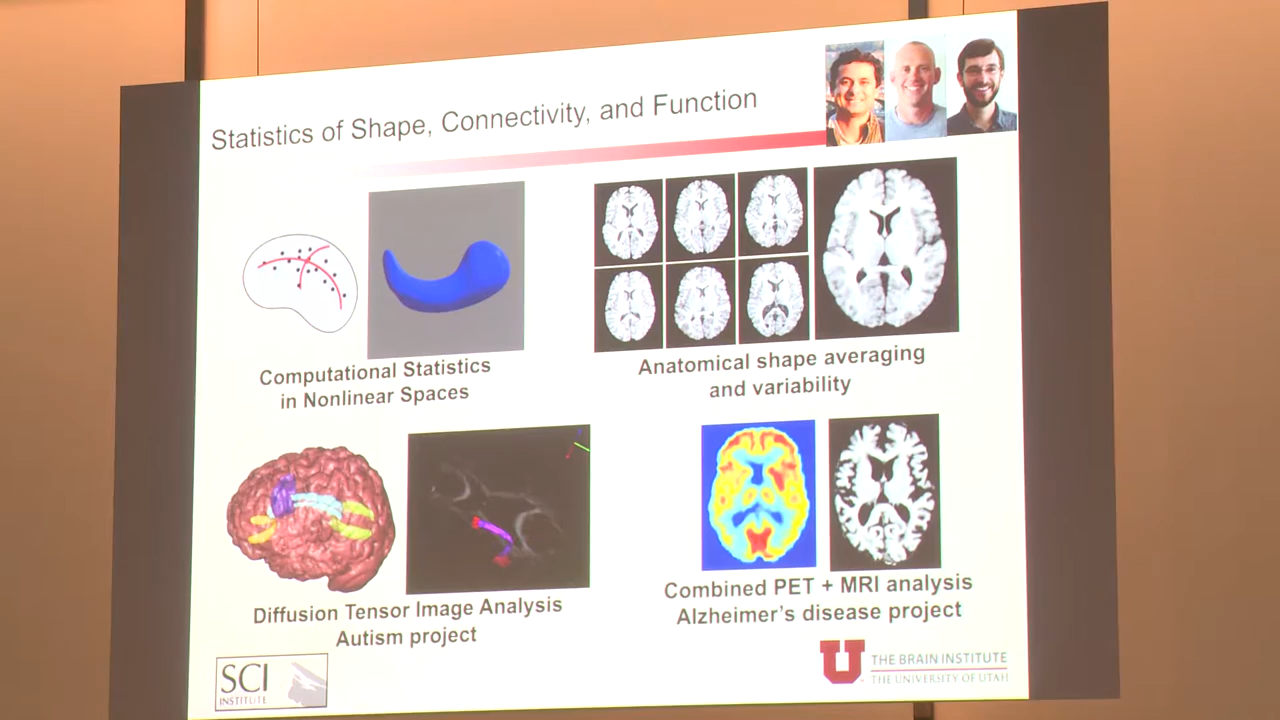 Statistics of Shape, Connectivity, and Function
Computational Statistics
in Nonlinear Spaces
Anatomical shape averaging
and variability
Diffusion Tensor Image Analysis
Autism project
Combined PET + MRI analysis
Alzheimer's disease project
SCI
INSTITUTE
U
THE BRAIN INSTITUTE
THE UNIVERSITY OF UTAH